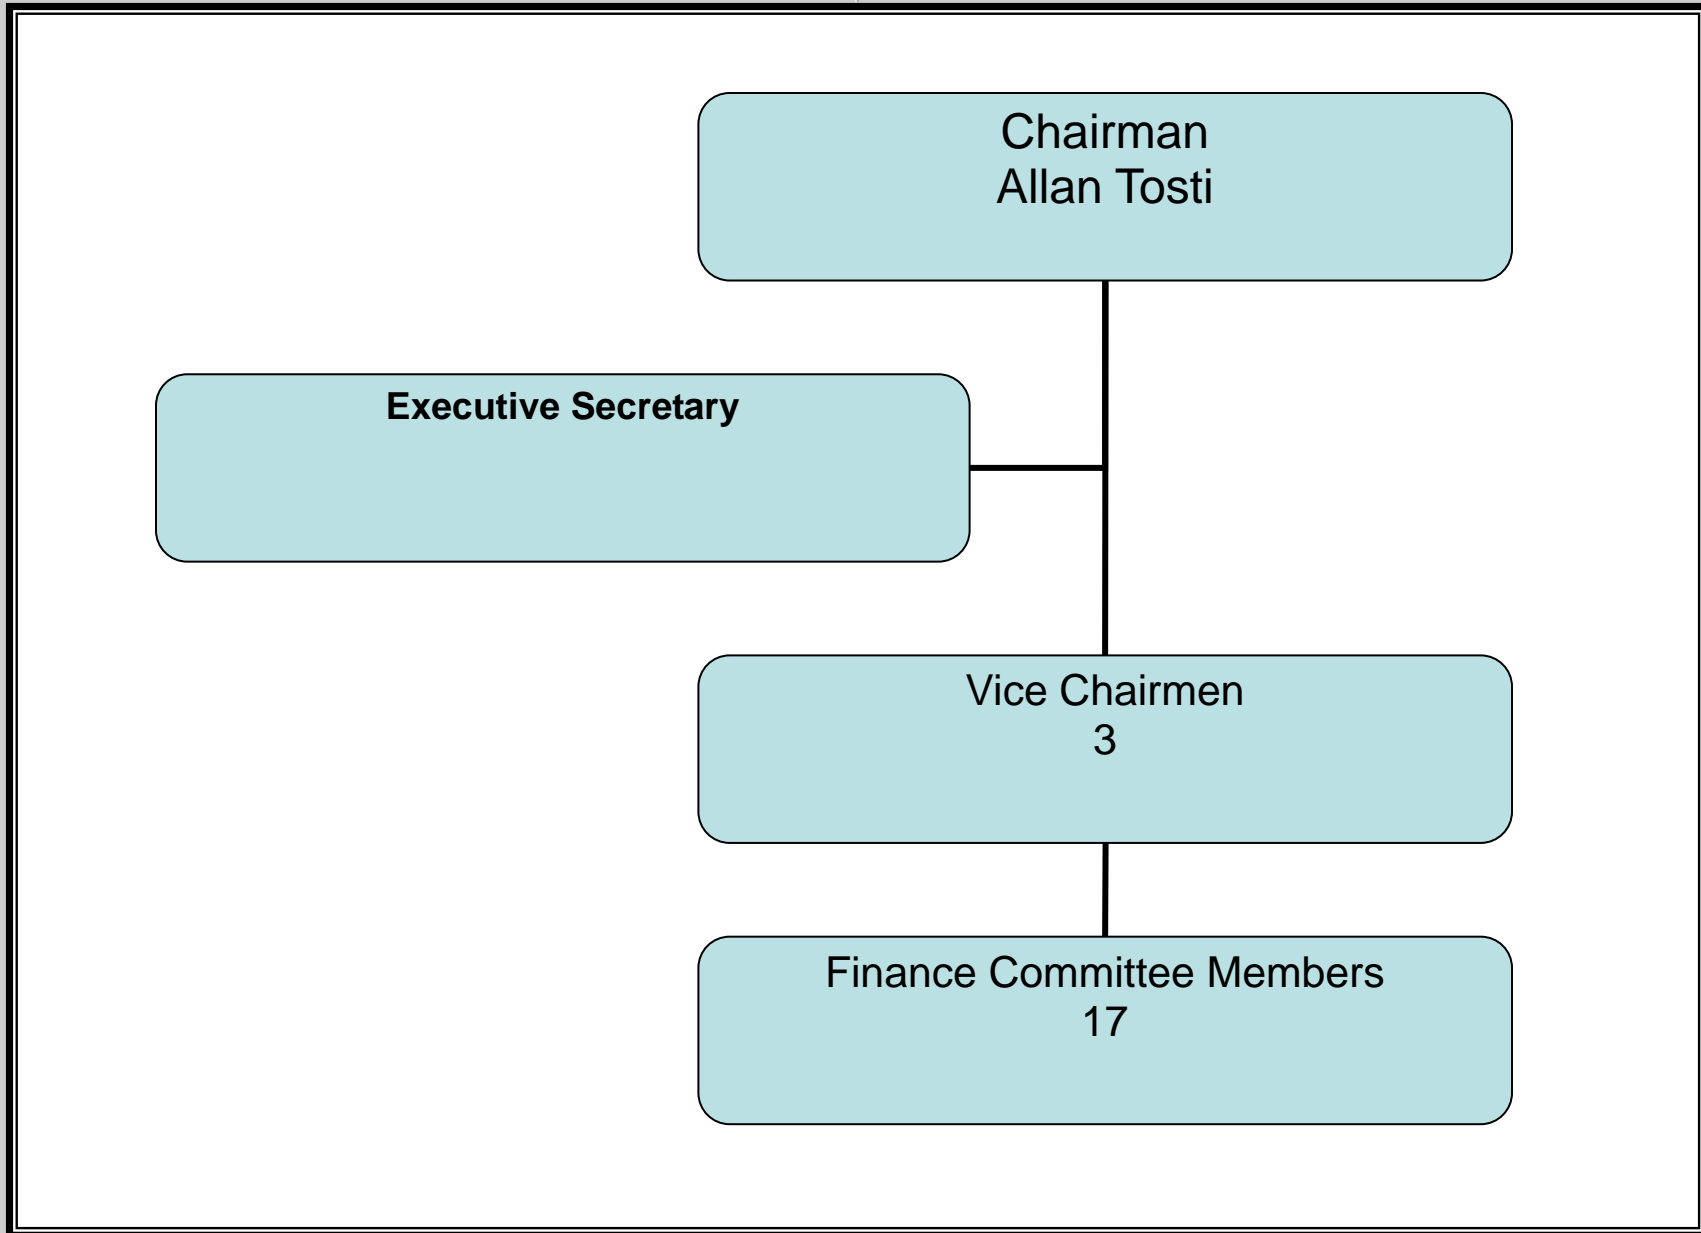 Chairman
Allan Tosti
Executive Secretary
Vice Chairmen
3
Finance Committee Members
17